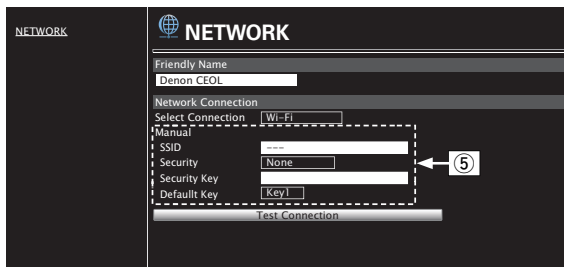 NETWORK
NETWORK
Friendly Name
Denon CEOL
Network Connection
Select Connection Wi-Fi
Manual
SSID ---
Security None
Security Key
Defaullt Key Key1
Test Connection
⑤